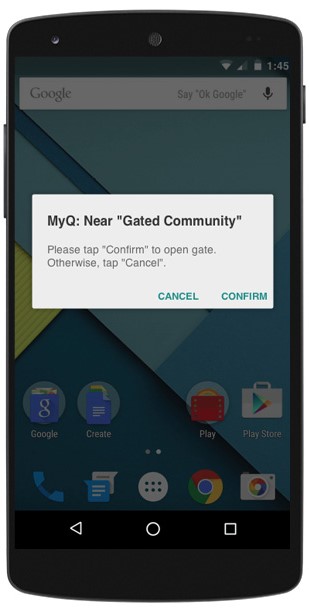 1:45
Google
Say "Ok Google"
MyQ: Near "Gated Community"
Please tap "Confirm" to open gate.
Otherwise, tap "Cancel".
CANCEL CONFIRM
Google Create Play Play Store